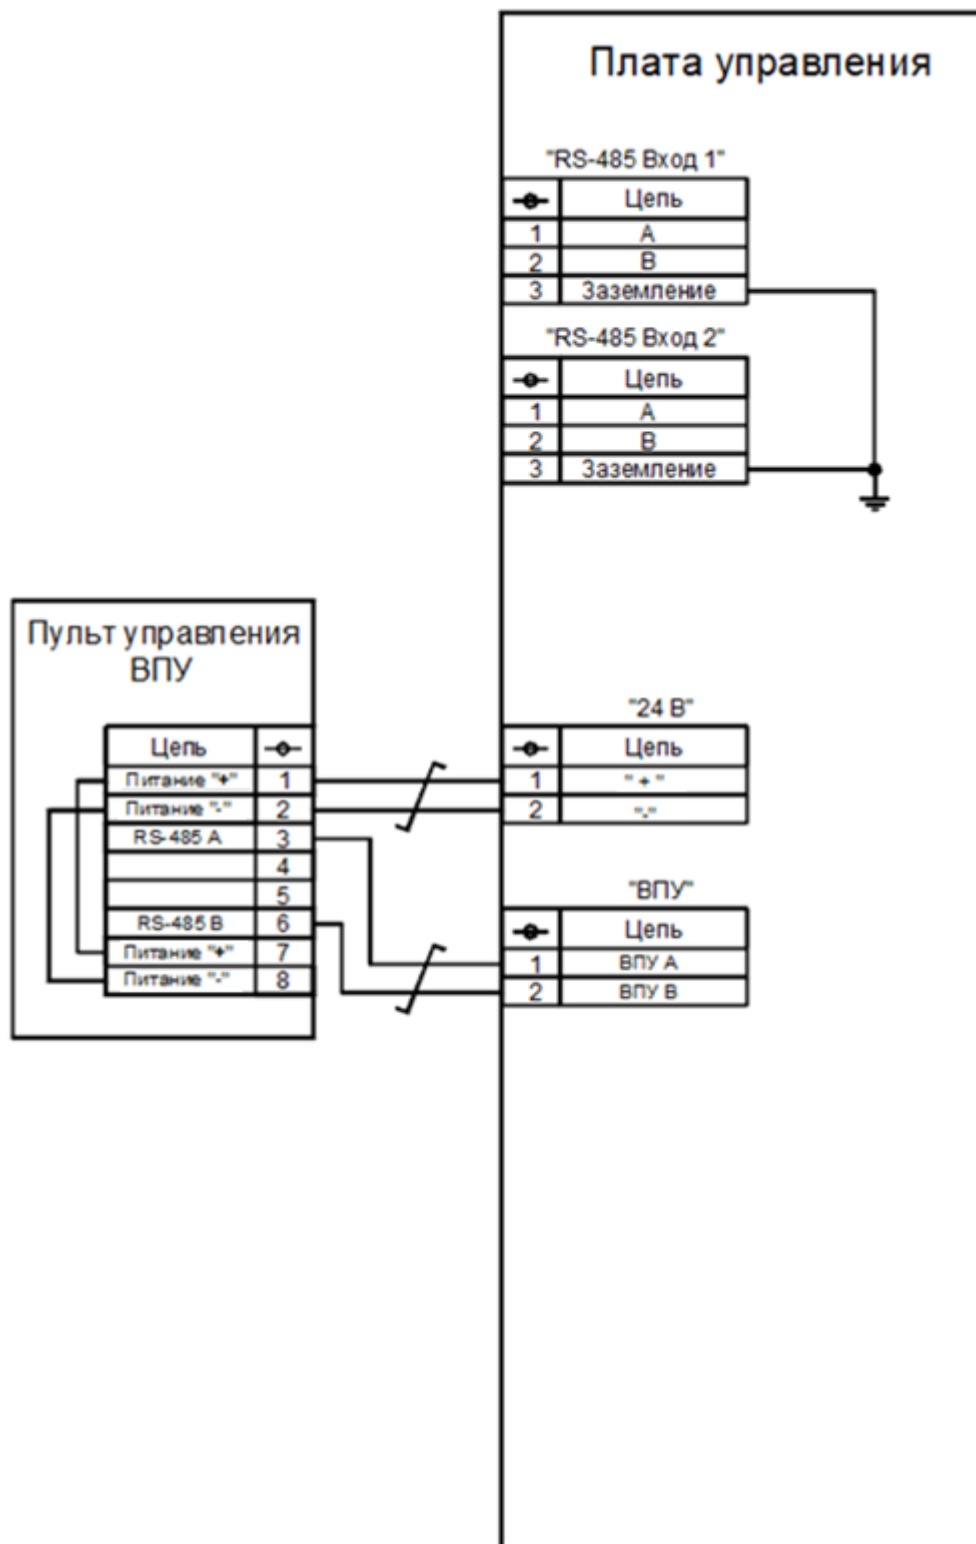 Плата управления
"RS-485 Вход 1"
Цепь
1 A
2 B
3 Заземление
"RS-485 Вход 2"
Цепь
1 A
2 B
3 Заземление
Пульт управления
ВПУ
Цепь
Питание "+" 1
Питание "-" 2
RS-485 A 3
4
5
RS-485 B 6
Питание "+" 7
Питание "-" 8
"24 В"
Цепь
1 "+"
2 "-"
"ВПУ"
Цепь
1 ВПУ A
2 ВПУ B